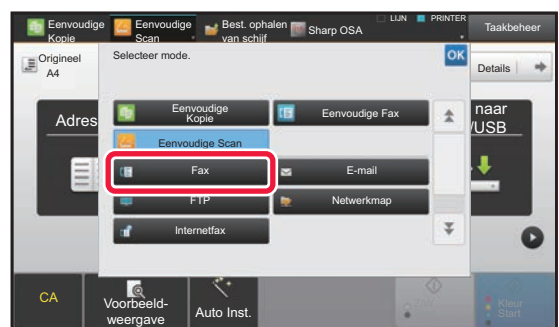 Eenvoudige
Kopie
Eenvoudige
Scan
Best. ophalen
van schijf
Sharp OSA
LIJN
PRINTER
Taakbeheer
Origineel
A4
Selecteer mode.
OK
Details
Adres
naar
/USB
Eenvoudige
Kopie
Eenvoudige Fax
Eenvoudige Scan
Fax
E-mail
FTP
Netwerkmap
Internetfax
CA
Voorbeeld-
weergave
Auto Inst.
Kleur
Start